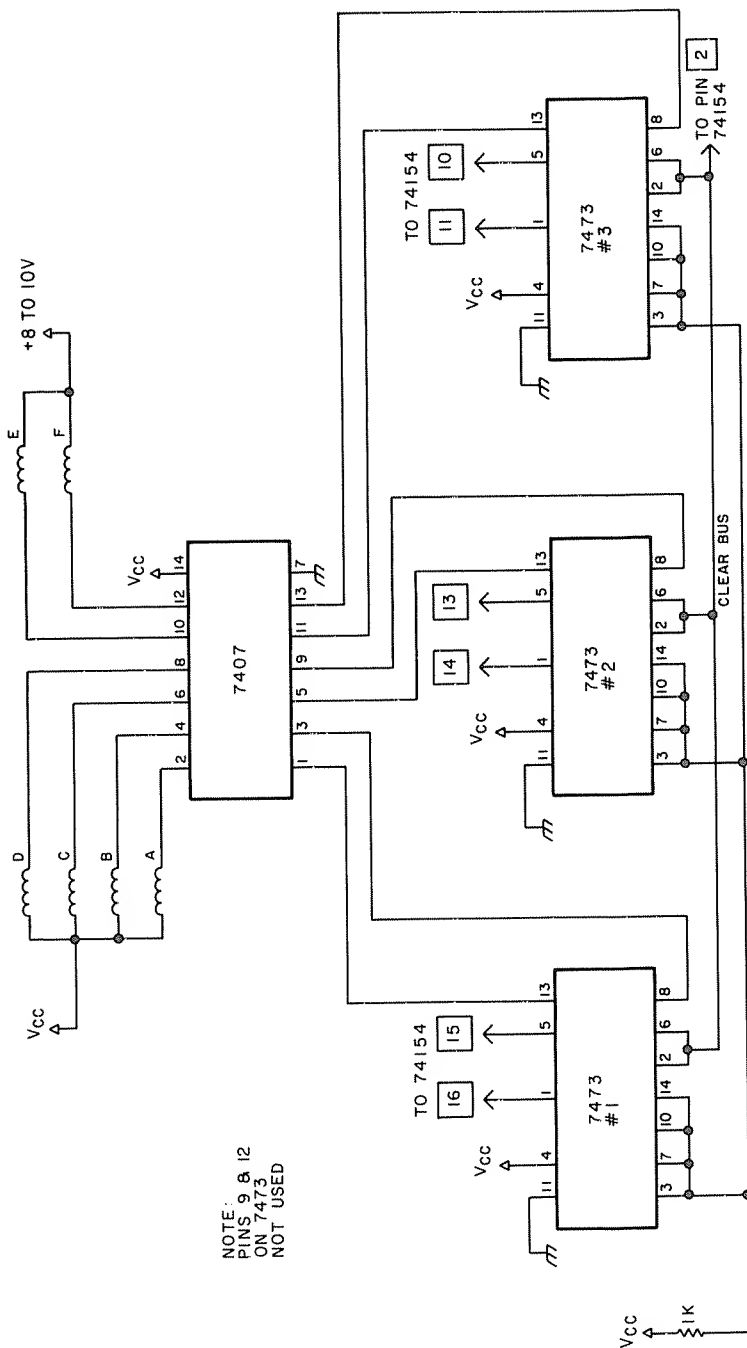 +8 TO 10V
E
F
D
C
B
A
VCC
VCC
2 4 6 8 10 12 14
7407
1 3 5 9 11 13 7
NOTE:
PINS 9 & 12
ON 7473
NOT USED
TO 74154
16 15
VCC
11 4 1 5 13
7473
#1
3 7 10 14 2 6 8
14 13
VCC
11 4 1 5 13
7473
#2
3 7 10 14 2 6 8
TO 74154
11 10
VCC
11 4 1 5 13
7473
#3
3 7 10 14 2 6 8
TO PIN 2
74154
CLEAR BUS
VCC
1K